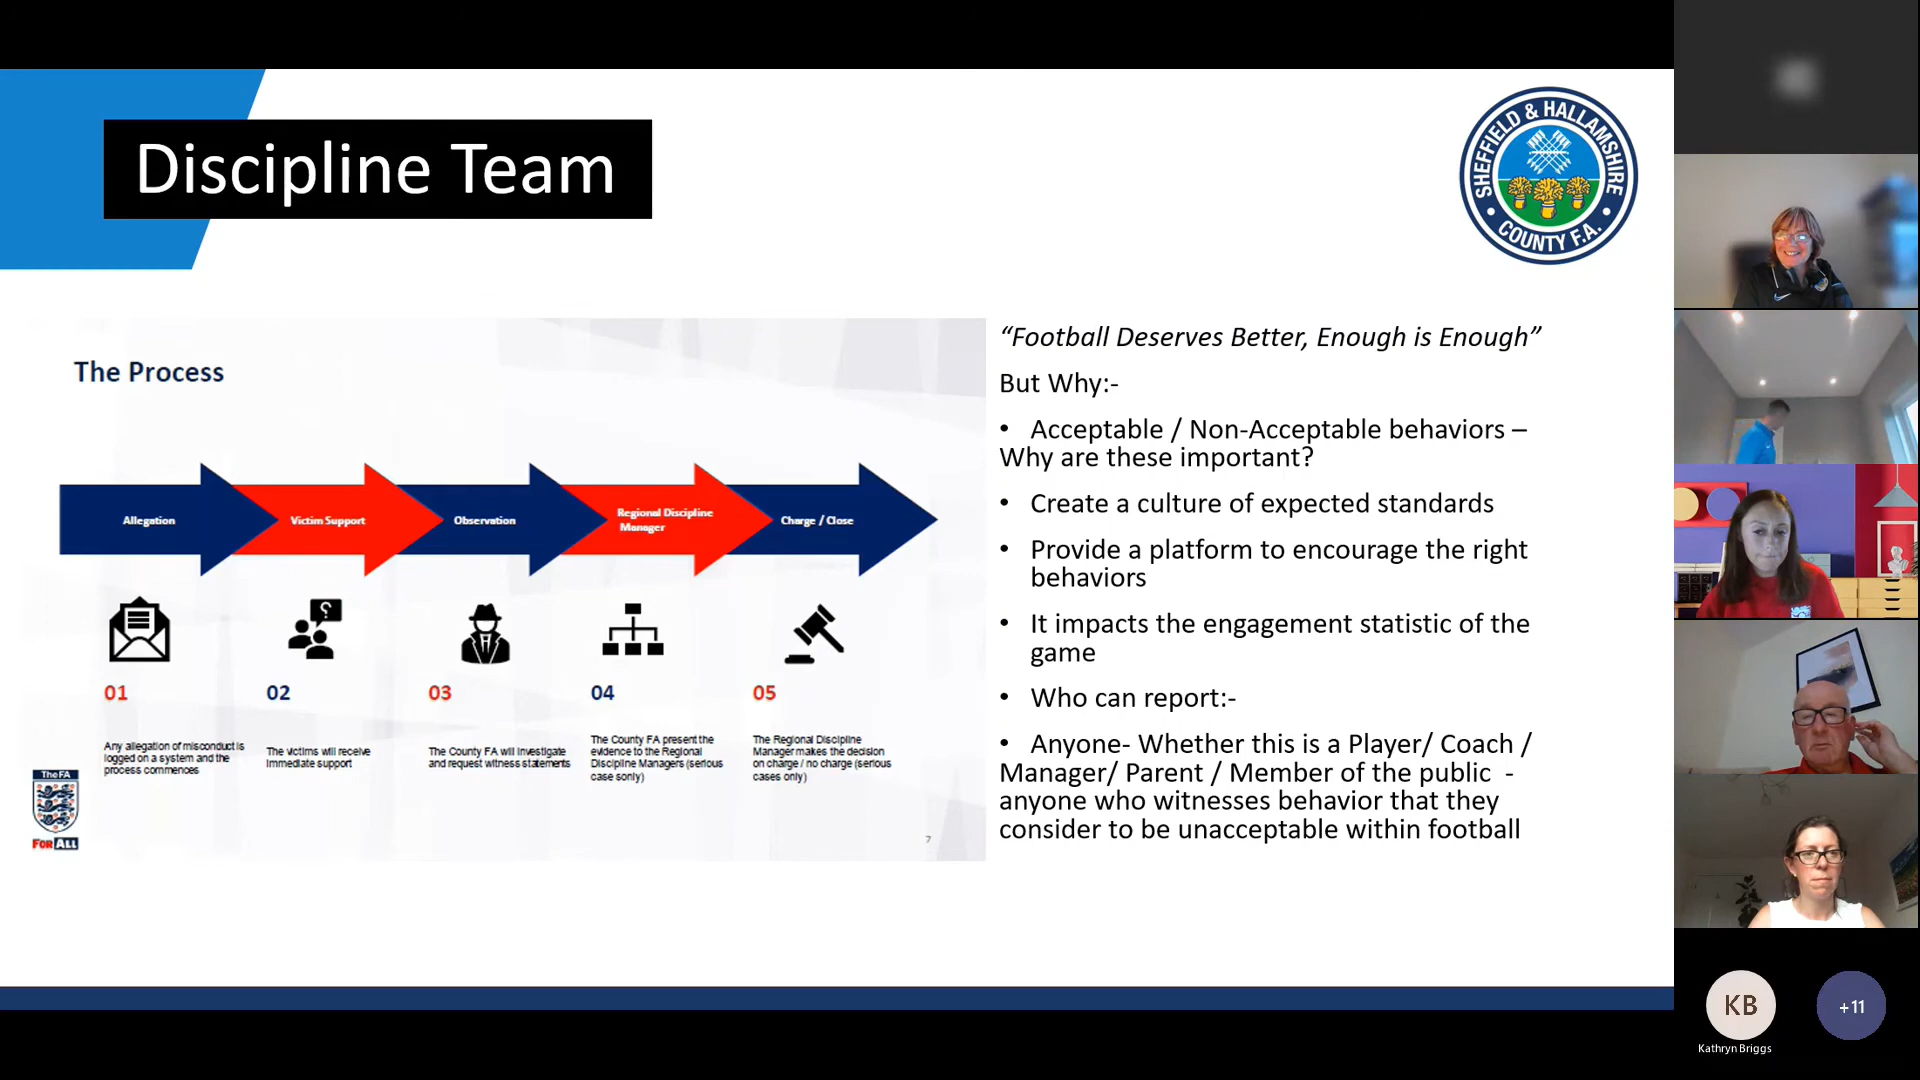 Discipline Team
SHEFFIELD & HALLAMSHIRE
COUNTY F.A.
The Process
Allegation
Victim Support
Observation
Regional Discipline
Manager
Charge / Close
?
01
02
03
04
05
Any allegation of misconduct is
logged on a system and the
process commences
The victims will receive
immediate support
The County FA will investigate
and request witness statements
The County FA present the
evidence to the Regional
Discipline Managers (serious
case sonly)
The Regional Discipline
Manager makes the decision
on charge / no charge (serious
cases only)
The FA
FOR ALL
7
“Football Deserves Better, Enough is Enough”
But Why:-
• Acceptable / Non-Acceptable behaviors –
Why are these important?
• Create a culture of expected standards
• Provide a platform to encourage the right
behaviors
• It impacts the engagement statistic of the
game
• Who can report:-
• Anyone- Whether this is a Player/ Coach /
Manager/ Parent / Member of the public -
anyone who witnesses behavior that they
consider to be unacceptable within football
KB
+11
Kathryn Briggs